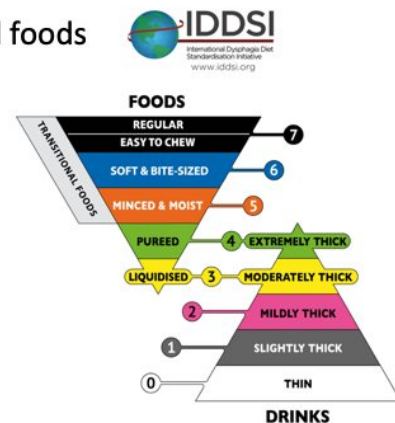 foods
IDDSI
International Dysphagia Diet
Standardisation Initiative
www.iddsi.org
FOODS
TRANSITIONAL FOODS
REGULAR
EASY TO CHEW
7
SOFT & BITE-SIZED
6
MINCED & MOIST
5
PUREED
4
EXTREMELY THICK
LIQUIDISED
3
MODERATELY THICK
2
MILDLY THICK
1
SLIGHTLY THICK
0
THIN
DRINKS